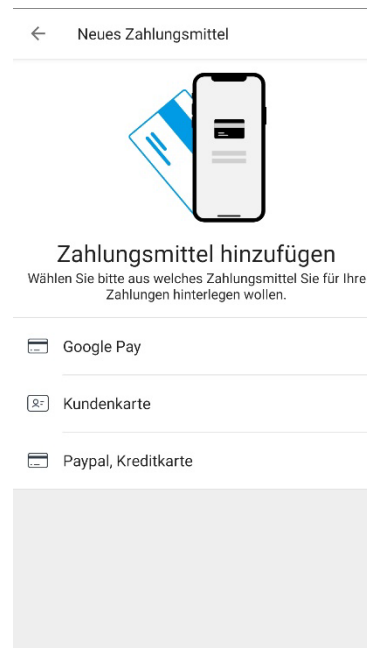 Neues Zahlungsmittel
Zahlungsmittel hinzufügen
Wählen Sie bitte aus welches Zahlungsmittel Sie für Ihre
Zahlungen hinterlegen wollen.
Google Pay
Kundenkarte
Paypal, Kreditkarte